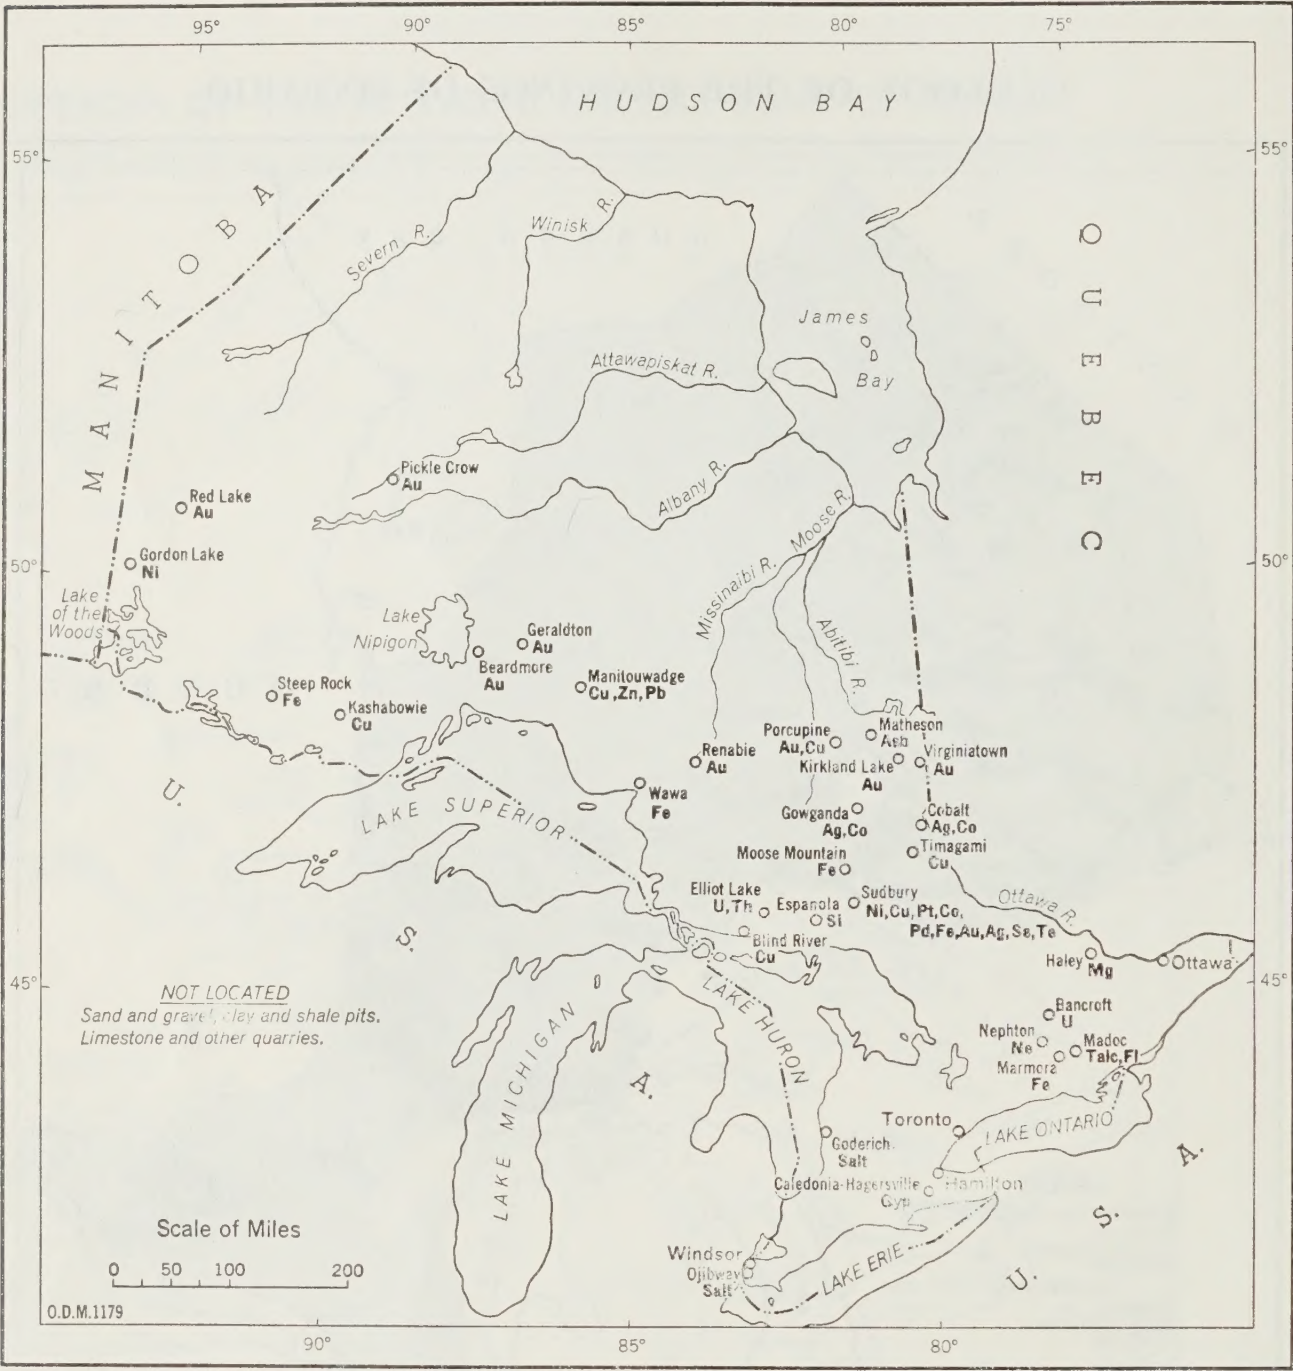 95° 90° 85° 80° 75°
HUDSON BAY
55° 55°
MANITOBA
QUEBEC
Severn R.
Winisk R.
James
Bay
Attawapiskat R.
Pickle Crow
Au
Red Lake
Au
Albany R.
Moose R.
Gordon Lake
Ni
50° 50°
Missinaibi R.
Abitibi R.
Lake
of the
Woods
Lake
Nipigon
Geraldton
Au
Beardmore
Au
Manitouwadge
Cu, Zn, Pb
Steep Rock
Fe
Kashabowie
Cu
Porcupine
Au, Cu
Matheson
Asb
Renabie
Au
Kirkland Lake
Au
Virginiatown
Au
Wawa
Fe
Gowganda
Ag, Co
Cobalt
Ag, Co
U. S. A.
LAKE SUPERIOR
Moose Mountain
Fe
Timagami
Cu
Elliot Lake
U, Th
Espanola
Si
Sudbury
Ni, Cu, Pt, Co,
Pd, Fe, Au, Ag, Se, Te
Ottawa R.
Blind River
Cu
Haley
Mg
Ottawa
45° 45°
NOT LOCATED
Sand and gravel, clay and shale pits.
Limestone and other quarries.
LAKE MICHIGAN
LAKE HURON
Bancroft
U
Nephton
Ne
Madoc
Talc, Fl
Marmora
Fe
Toronto
LAKE ONTARIO
Goderich
Salt
Caledonia-Hagersville
Gyp
Hamilton
U. S. A.
Windsor
Ojibway
Salt
LAKE ERIE
Scale of Miles
0 50 100 200
O.D.M.1179
90° 85° 80°